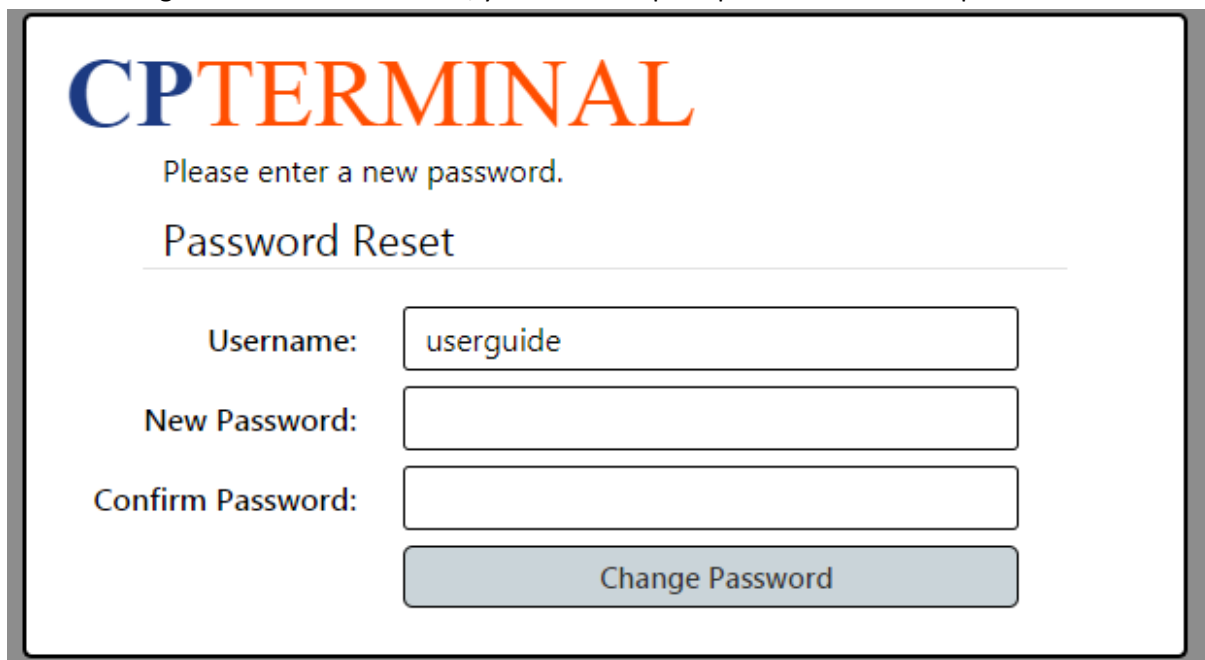 CPTERMINAL
Please enter a new password.
Password Reset
Username: userguide
New Password:
Confirm Password:
Change Password